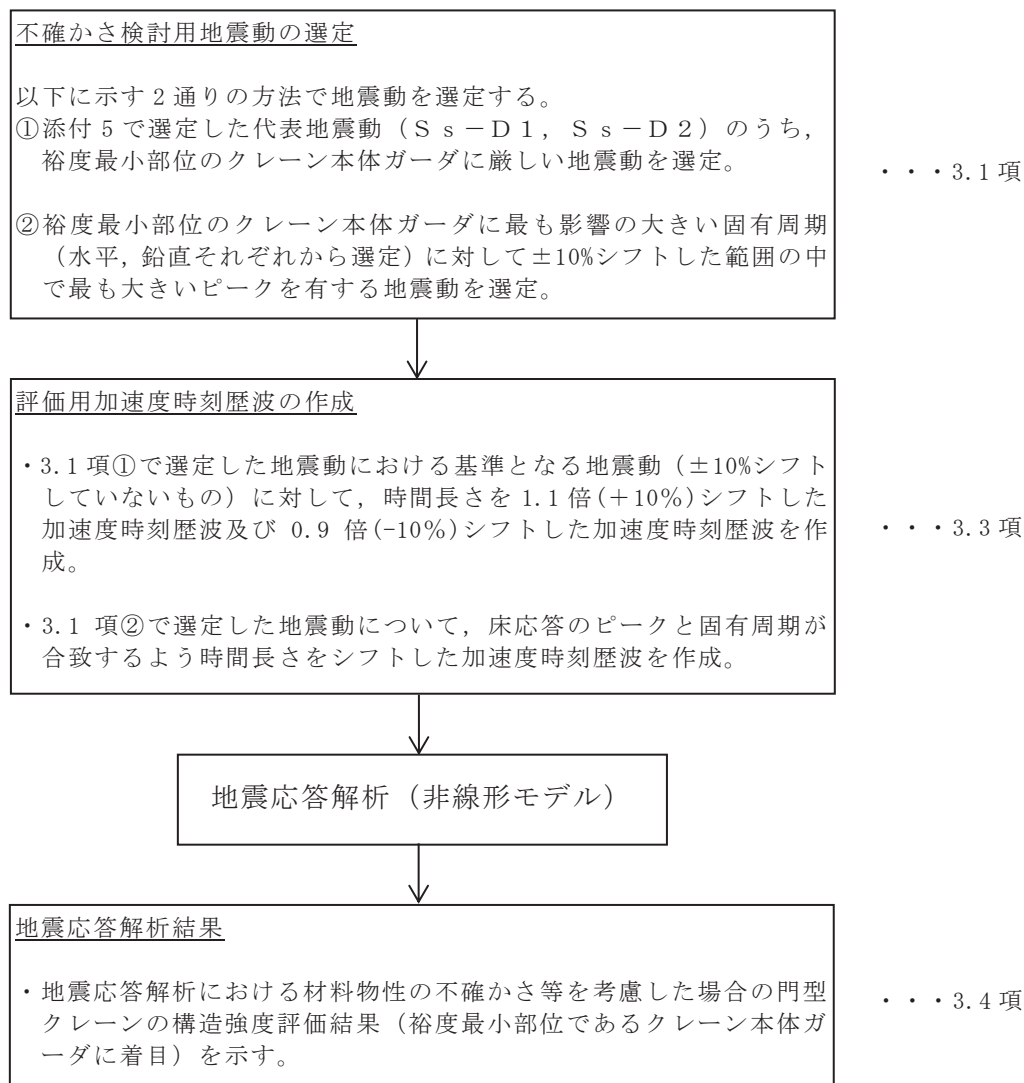 不確かさ検討用地震動の選定
以下に示す2通りの方法で地震動を選定する。
①添付5で選定した代表地震動（Ｓｓ－Ｄ１，Ｓｓ－Ｄ２）のうち，
裕度最小部位のクレーン本体ガーダに厳しい地震動を選定。
・・・3.1項
②裕度最小部位のクレーン本体ガーダに最も影響の大きい固有周期
（水平，鉛直それぞれから選定）に対して±10%シフトした範囲の中
で最も大きいピークを有する地震動を選定。
評価用加速度時刻歴波の作成
・3.1項①で選定した地震動における基準となる地震動（±10%シフト
していないもの）に対して，時間長さを1.1倍(＋10％)シフトした
加速度時刻歴波及び 0.9 倍(-10％)シフトした加速度時刻歴波を作
成。
・・・3.3項
・3.1 項②で選定した地震動について，床応答のピークと固有周期が
合致するよう時間長さをシフトした加速度時刻歴波を作成。
地震応答解析（非線形モデル）
地震応答解析結果
・地震応答解析における材料物性の不確かさ等を考慮した場合の門型
クレーンの構造強度評価結果（裕度最小部位であるクレーン本体ガ
ーダに着目）を示す。
・・・3.4項